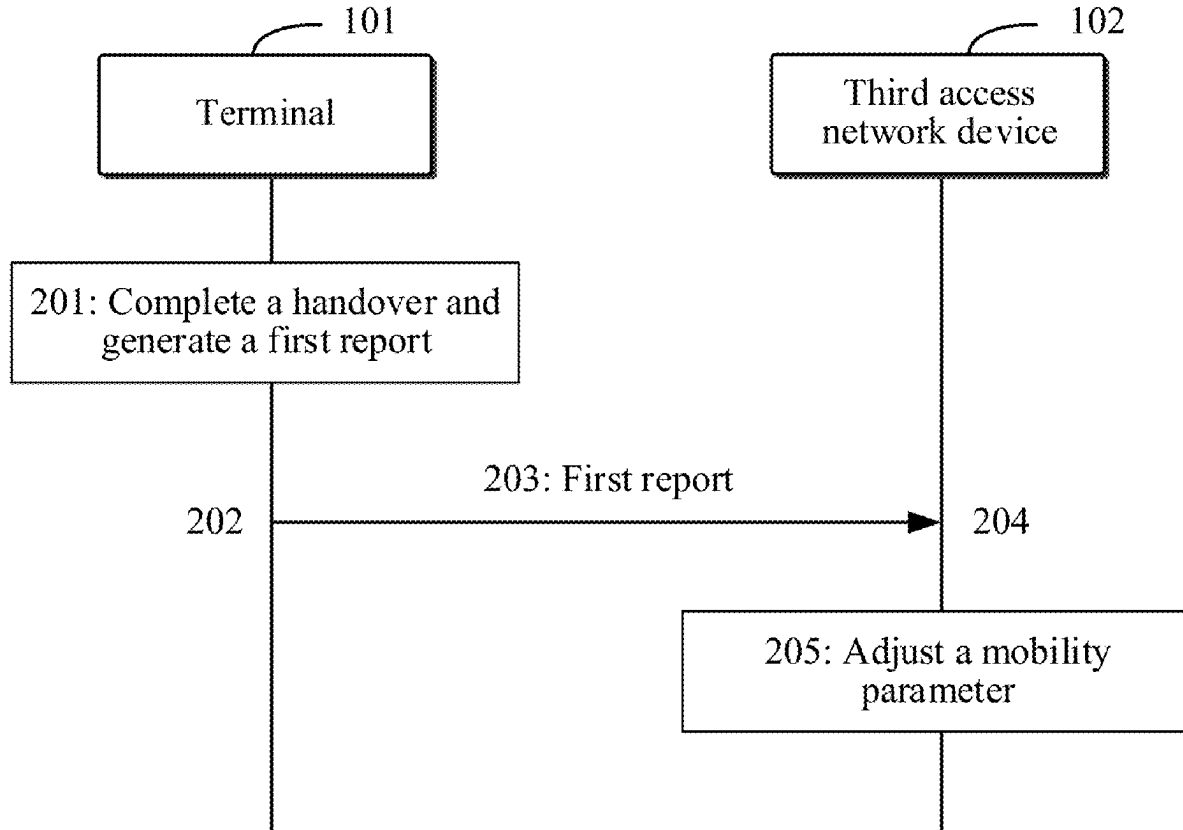 101
102
Terminal
Third access
network device
201: Complete a handover and
generate a first report
203: First report
202
204
205: Adjust a mobility
parameter